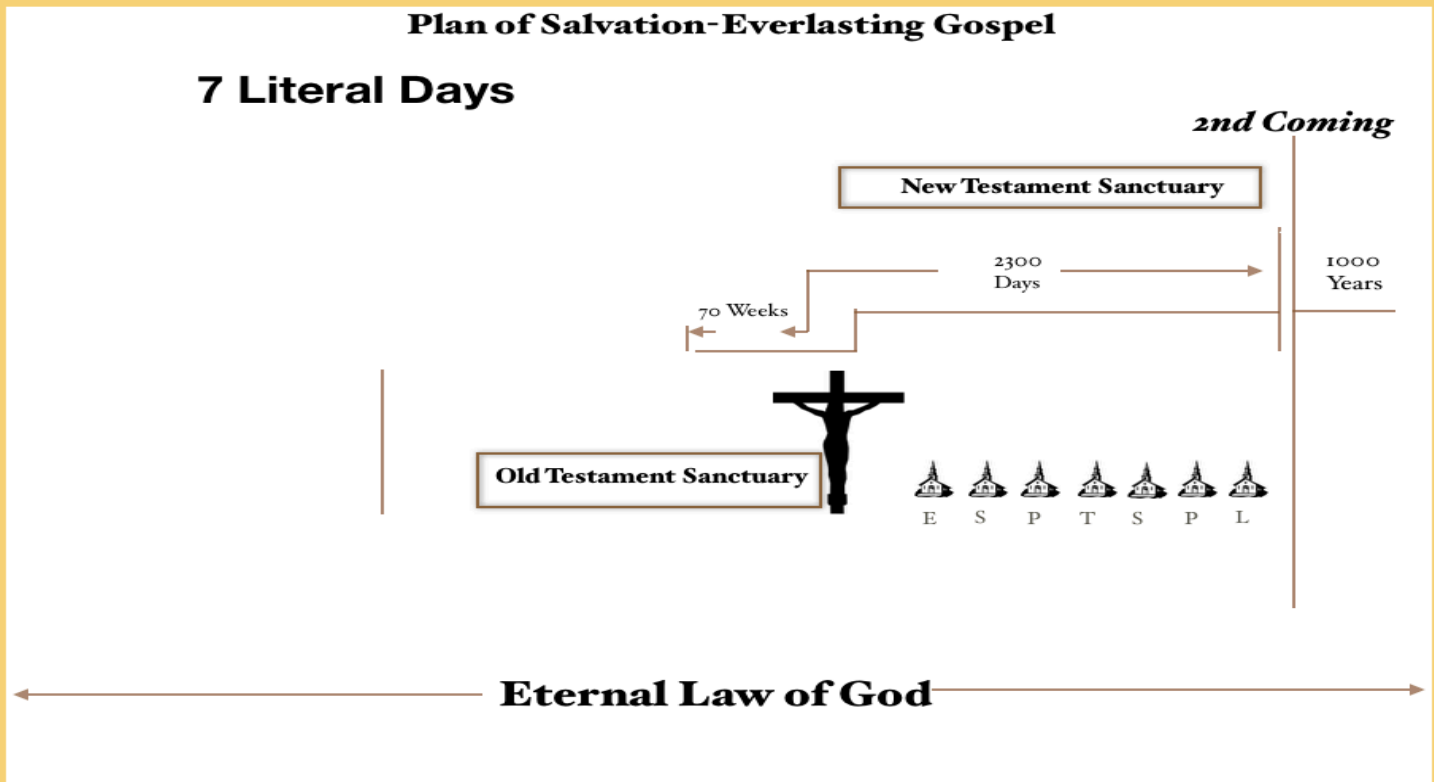 Plan of Salvation-Everlasting Gospel
7 Literal Days
2nd Coming
New Testament Sanctuary
2300
Days
1000
Years
70 Weeks
Old Testament Sanctuary
E S P T S P L
Eternal Law of God